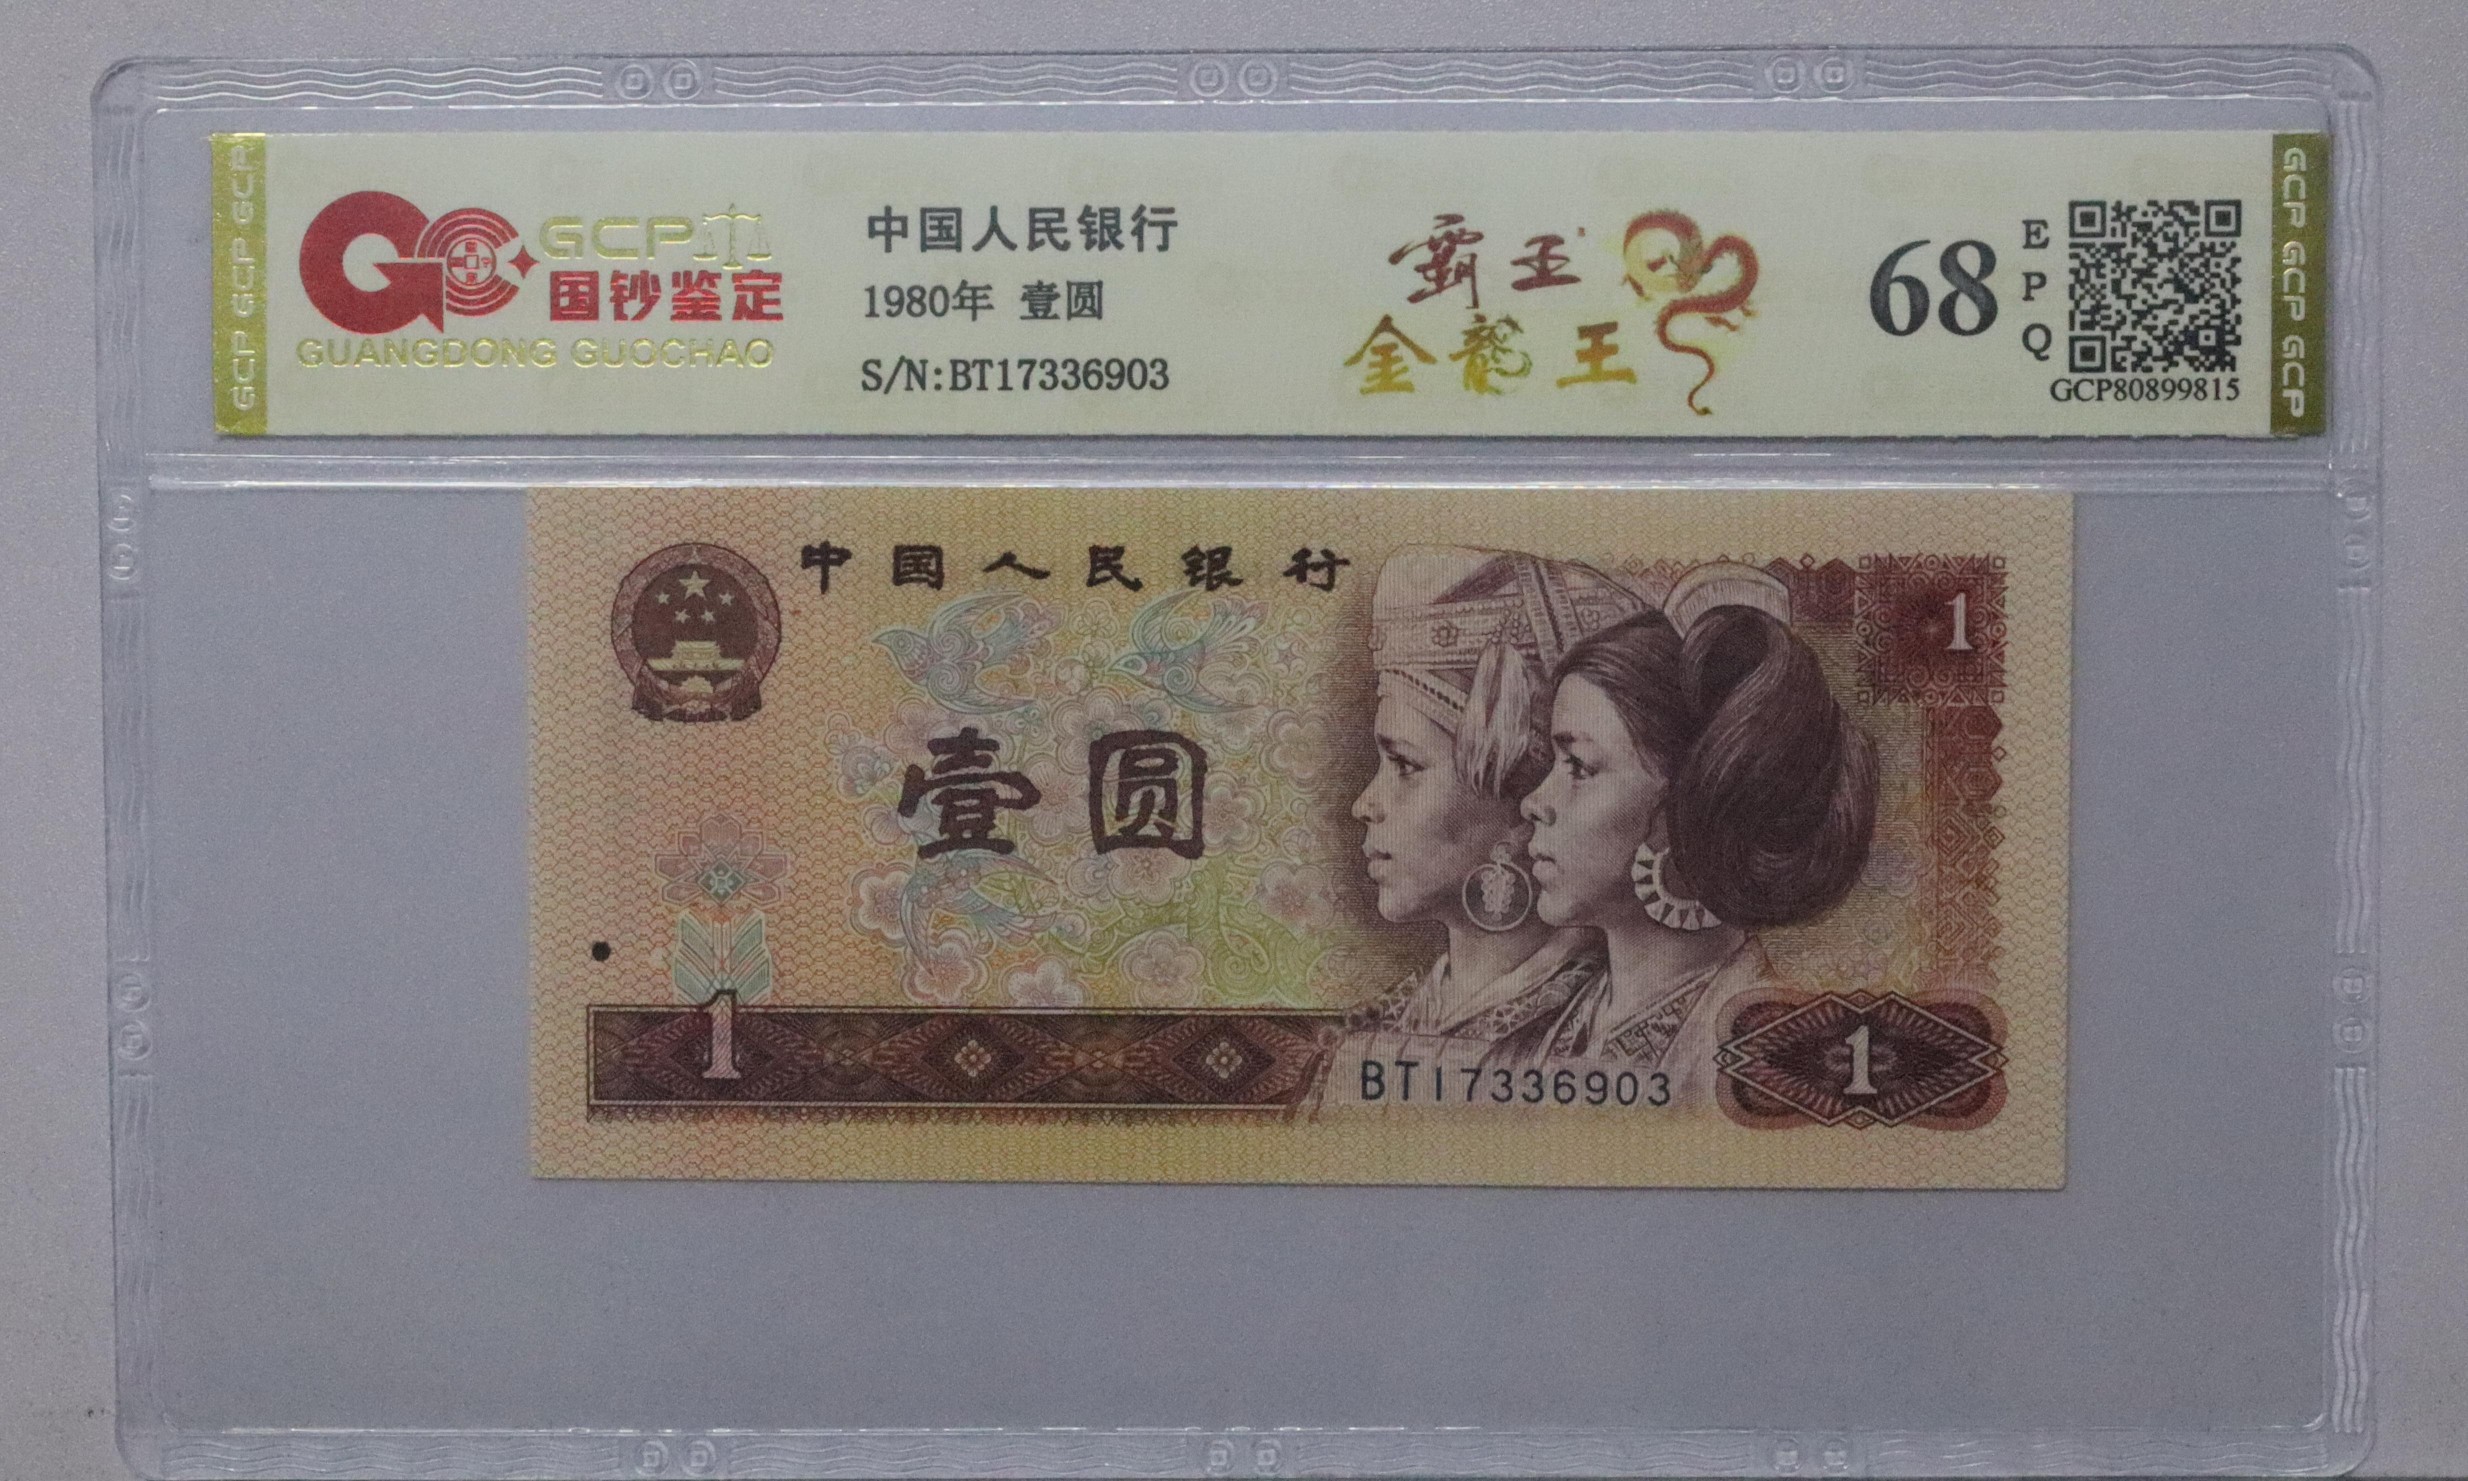 GCP
国钞鉴定
GUANGDONG GUOCHAO
中国人民银行
1980年 壹圆
S/N:BT17336903
霸王
金龍王
68
EPQ
GCP80899815
GCP GCP GCP
GCP GCP GCP
中国人民银行
1
壹圆
1
BT17336903
1